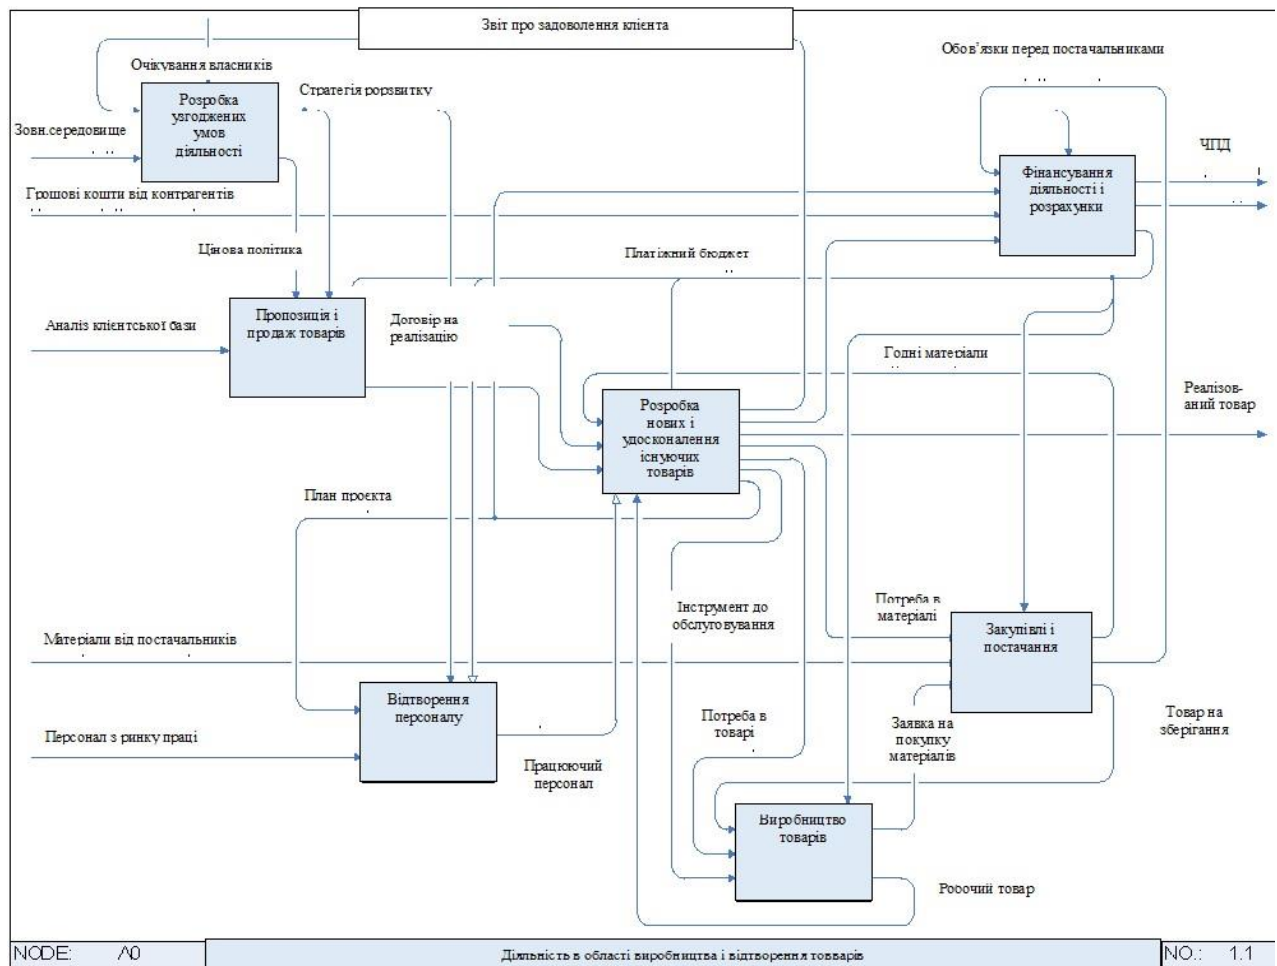 Звіт про задоволення клієнта
Очікування власників
Обов’язки перед постачальниками
Розробка
узгоджених
умов
діяльності
Стратегія рорзвитку
Зовн.середовище
ЧПД
Фінансування
діяльності і
розрахунки
Грошові кошти від контрагентів
Цінова політика
Платіжний бюджет
Аналіз клієнтської бази
Пропозиція і
продаж товарів
Договір на
реалізацію
Годні матеріали
Розробка
нових і
удосконалення
існуючих
товарів
Реалізов-
аний товар
План проєкта
Інструмент до
обслуговування
Потреба в
матеріалі
Закупівлі і
постачання
Матеріали від постачальників
Відтворення
персоналу
Потреба в
товарі
Заявка на
покупку
матеріалів
Товар на
зберігання
Персонал з ринку праці
Працюючий
персонал
Виробництво
товарів
Робочий товар
NODE: A0
Діяльність в області виробництва і відтворення товварів
NO.: 1.1